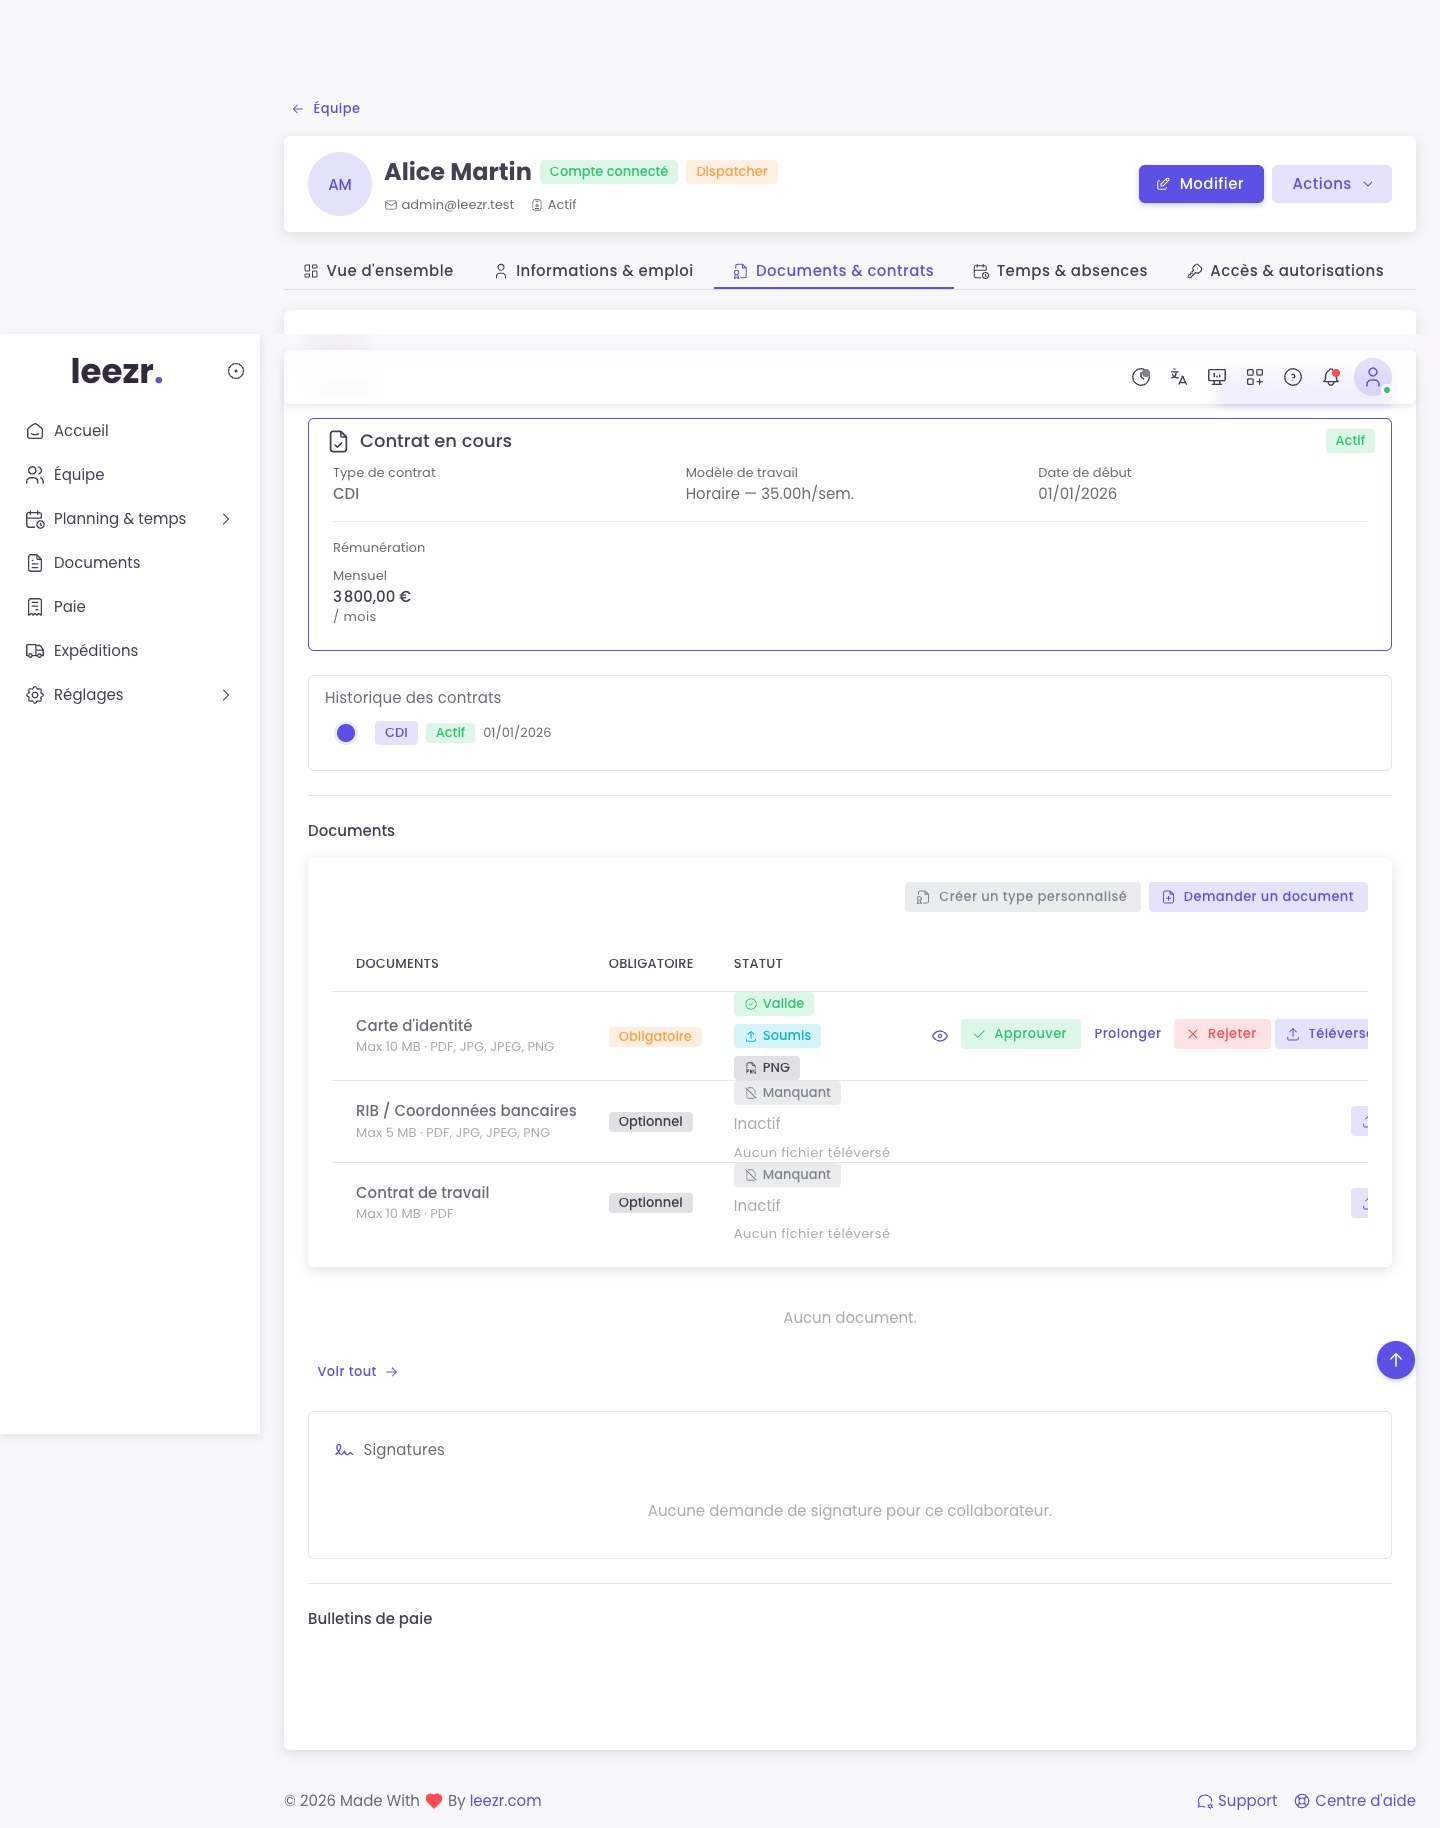 Équipe
AM
Alice Martin Compte connecté Dispatcher
admin@leezr.test Actif
Modifier Actions
Vue d'ensemble Informations & emploi Documents & contrats Temps & absences Accès & autorisations
leezr.
Accueil
Équipe
Planning & temps
Documents
Paie
Expéditions
Réglages
Contrat en cours Actif
Type de contrat Modèle de travail Date de début
CDI Horaire — 35.00h/sem. 01/01/2026
Rémunération
Mensuel
3 800,00 €
/ mois
Historique des contrats
CDI Actif 01/01/2026
Documents
Créer un type personnalisé Demander un document
DOCUMENTS OBLIGATOIRE STATUT
Carte d'identité
Max 10 MB · PDF, JPG, JPEG, PNG
Obligatoire
Valide
Soumis
PNG
Approuver Prolonger Rejeter Télévers
RIB / Coordonnées bancaires
Max 5 MB · PDF, JPG, JPEG, PNG
Optionnel
Manquant
Inactif
Aucun fichier téléversé
Contrat de travail
Max 10 MB · PDF
Optionnel
Manquant
Inactif
Aucun fichier téléversé
Aucun document.
Voir tout
Signatures
Aucune demande de signature pour ce collaborateur.
Bulletins de paie
© 2026 Made With By leezr.com
Support Centre d'aide